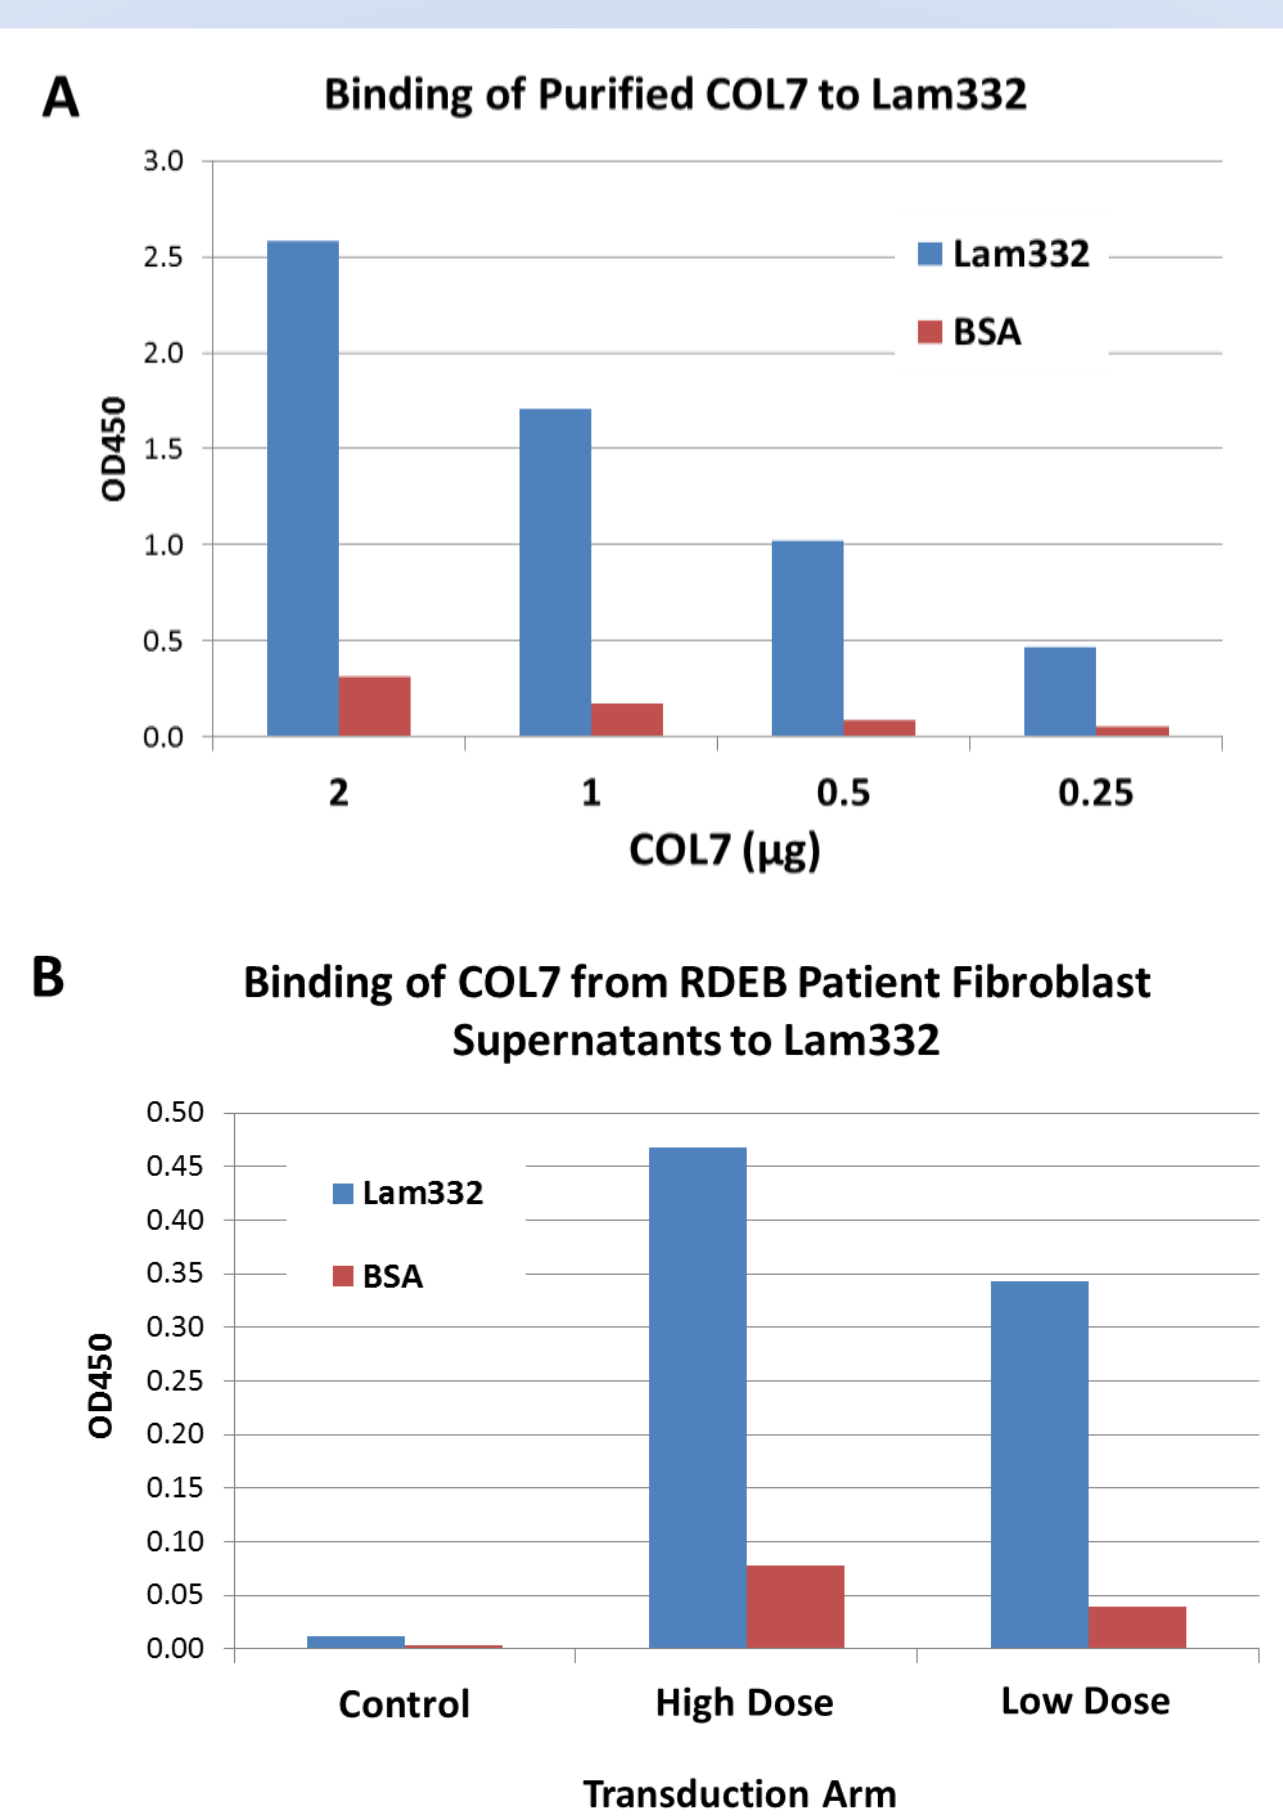 A
Binding of Purified COL7 to Lam332
3.0
2.5
2.0
1.5
1.0
0.5
0.0
OD450
Lam332
BSA
2 1 0.5 0.25
COL7 (µg)
B
Binding of COL7 from RDEB Patient Fibroblast
Supernatants to Lam332
0.50
0.45
0.40
0.35
0.30
0.25
0.20
0.15
0.10
0.05
0.00
OD450
Lam332
BSA
Control High Dose Low Dose
Transduction Arm